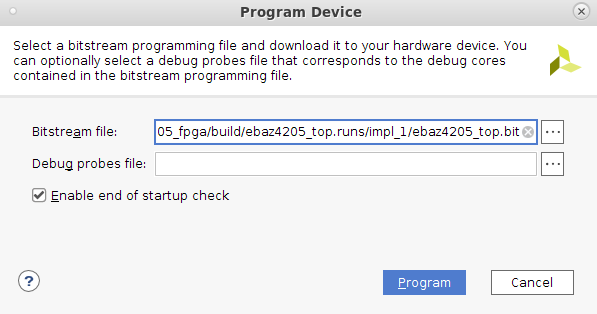 Program Device
Select a bitstream programming file and download it to your hardware device. You
can optionally select a debug probes file that corresponds to the debug cores
contained in the bitstream programming file.
Bitstream file: 05_fpga/build/ebaz4205_top.runs/impl_1/ebaz4205_top.bit ...
Debug probes file: ...
Enable end of startup check
? Program Cancel